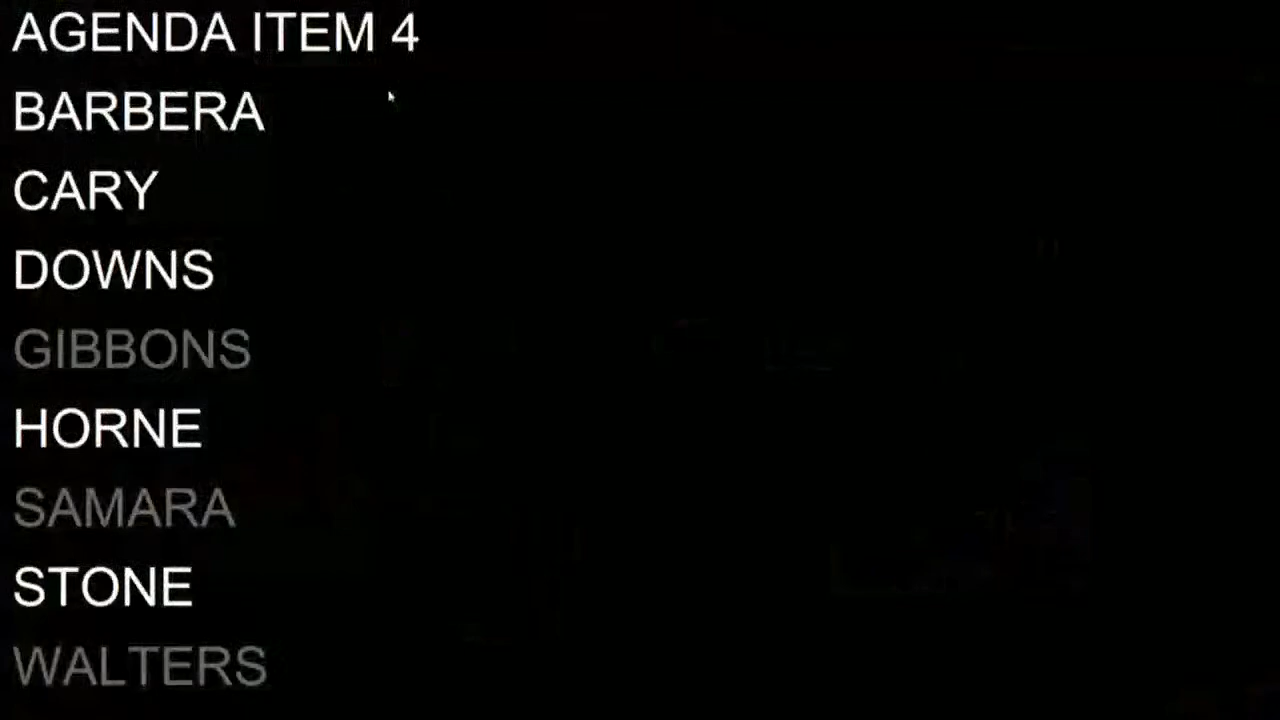 AGENDA ITEM 4
BARBERA
CARY
DOWNS
GIBBONS
HORNE
SAMARA
STONE
WALTERS